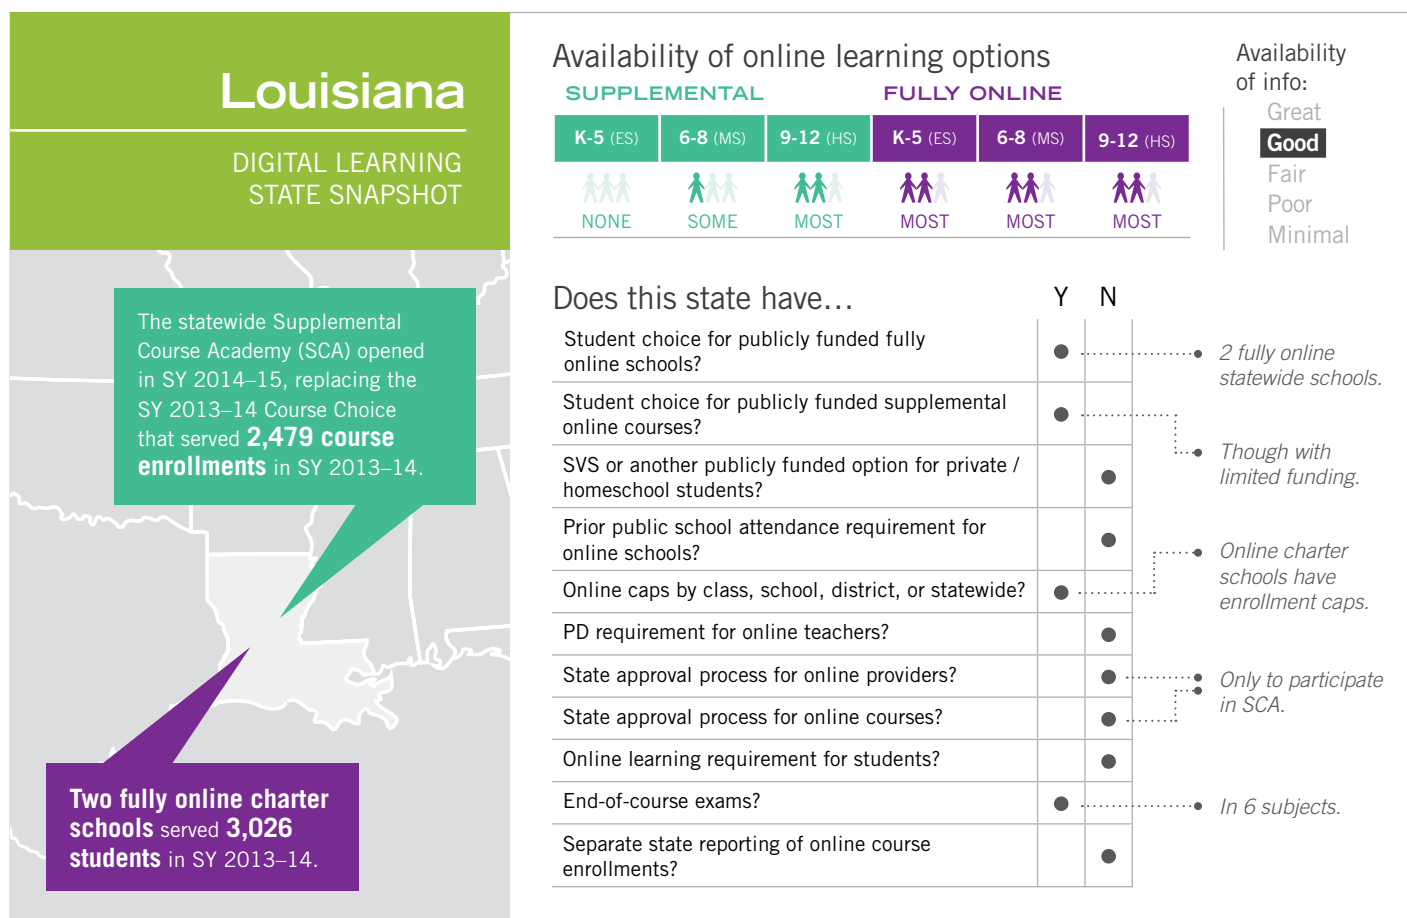 Louisiana
DIGITAL LEARNING
STATE SNAPSHOT
The statewide Supplemental
Course Academy (SCA) opened
in SY 2014–15, replacing the
SY 2013–14 Course Choice
that served 2,479 course
enrollments in SY 2013–14.
Two fully online charter
schools served 3,026
students in SY 2013–14.
Availability of online learning options
SUPPLEMENTAL FULLY ONLINE
K-5 (ES) 6-8 (MS) 9-12 (HS) K-5 (ES) 6-8 (MS) 9-12 (HS)
NONE SOME MOST MOST MOST MOST
Availability
of info:
Great
Good
Fair
Poor
Minimal
Does this state have… Y N
Student choice for publicly funded fully
online schools?
2 fully online
statewide schools.
Student choice for publicly funded supplemental
online courses?
Though with
limited funding.
SVS or another publicly funded option for private /
homeschool students?
Prior public school attendance requirement for
online schools?
Online caps by class, school, district, or statewide?
Online charter
schools have
enrollment caps.
PD requirement for online teachers?
State approval process for online providers?
State approval process for online courses?
Only to participate
in SCA.
Online learning requirement for students?
End-of-course exams?
In 6 subjects.
Separate state reporting of online course
enrollments?